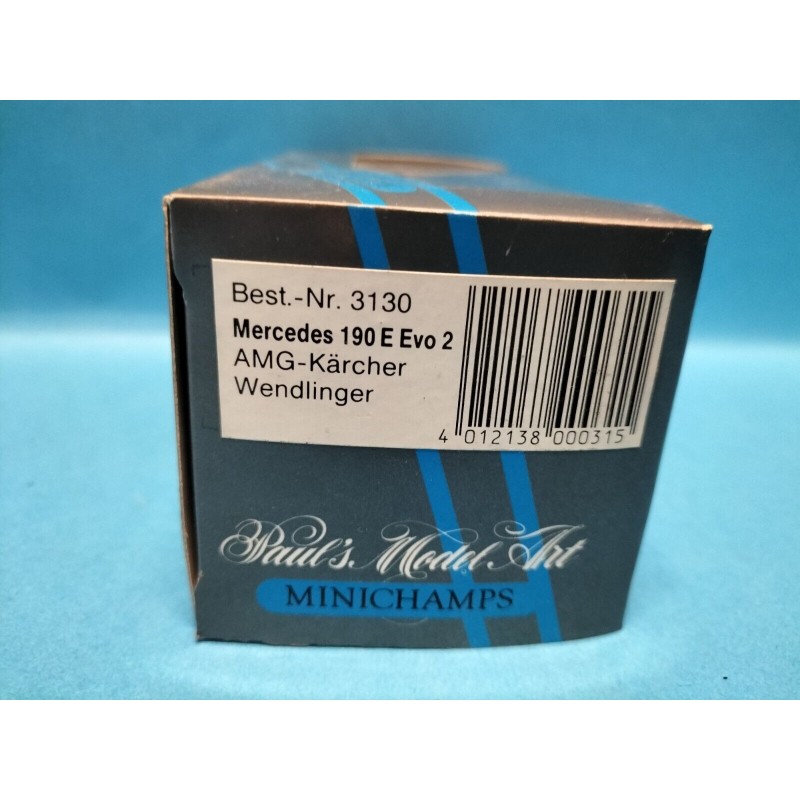 Best.-Nr. 3130
Mercedes 190 E Evo 2
AMG-Kärcher
Wendlinger
4 012138 000315
Paul's Model Art
MINICHAMPS